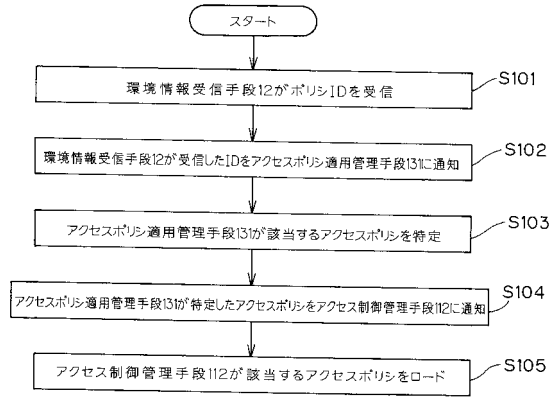 スタート
環境情報受信手段12がポリシIDを受信
S101
環境情報受信手段12が受信したIDをアクセスポリシ適用管理手段131に通知
S102
アクセスポリシ適用管理手段131が該当するアクセスポリシを特定
S103
アクセスポリシ適用管理手段131が特定したアクセスポリシをアクセス制御管理手段112に通知
S104
アクセス制御管理手段112が該当するアクセスポリシをロード
S105